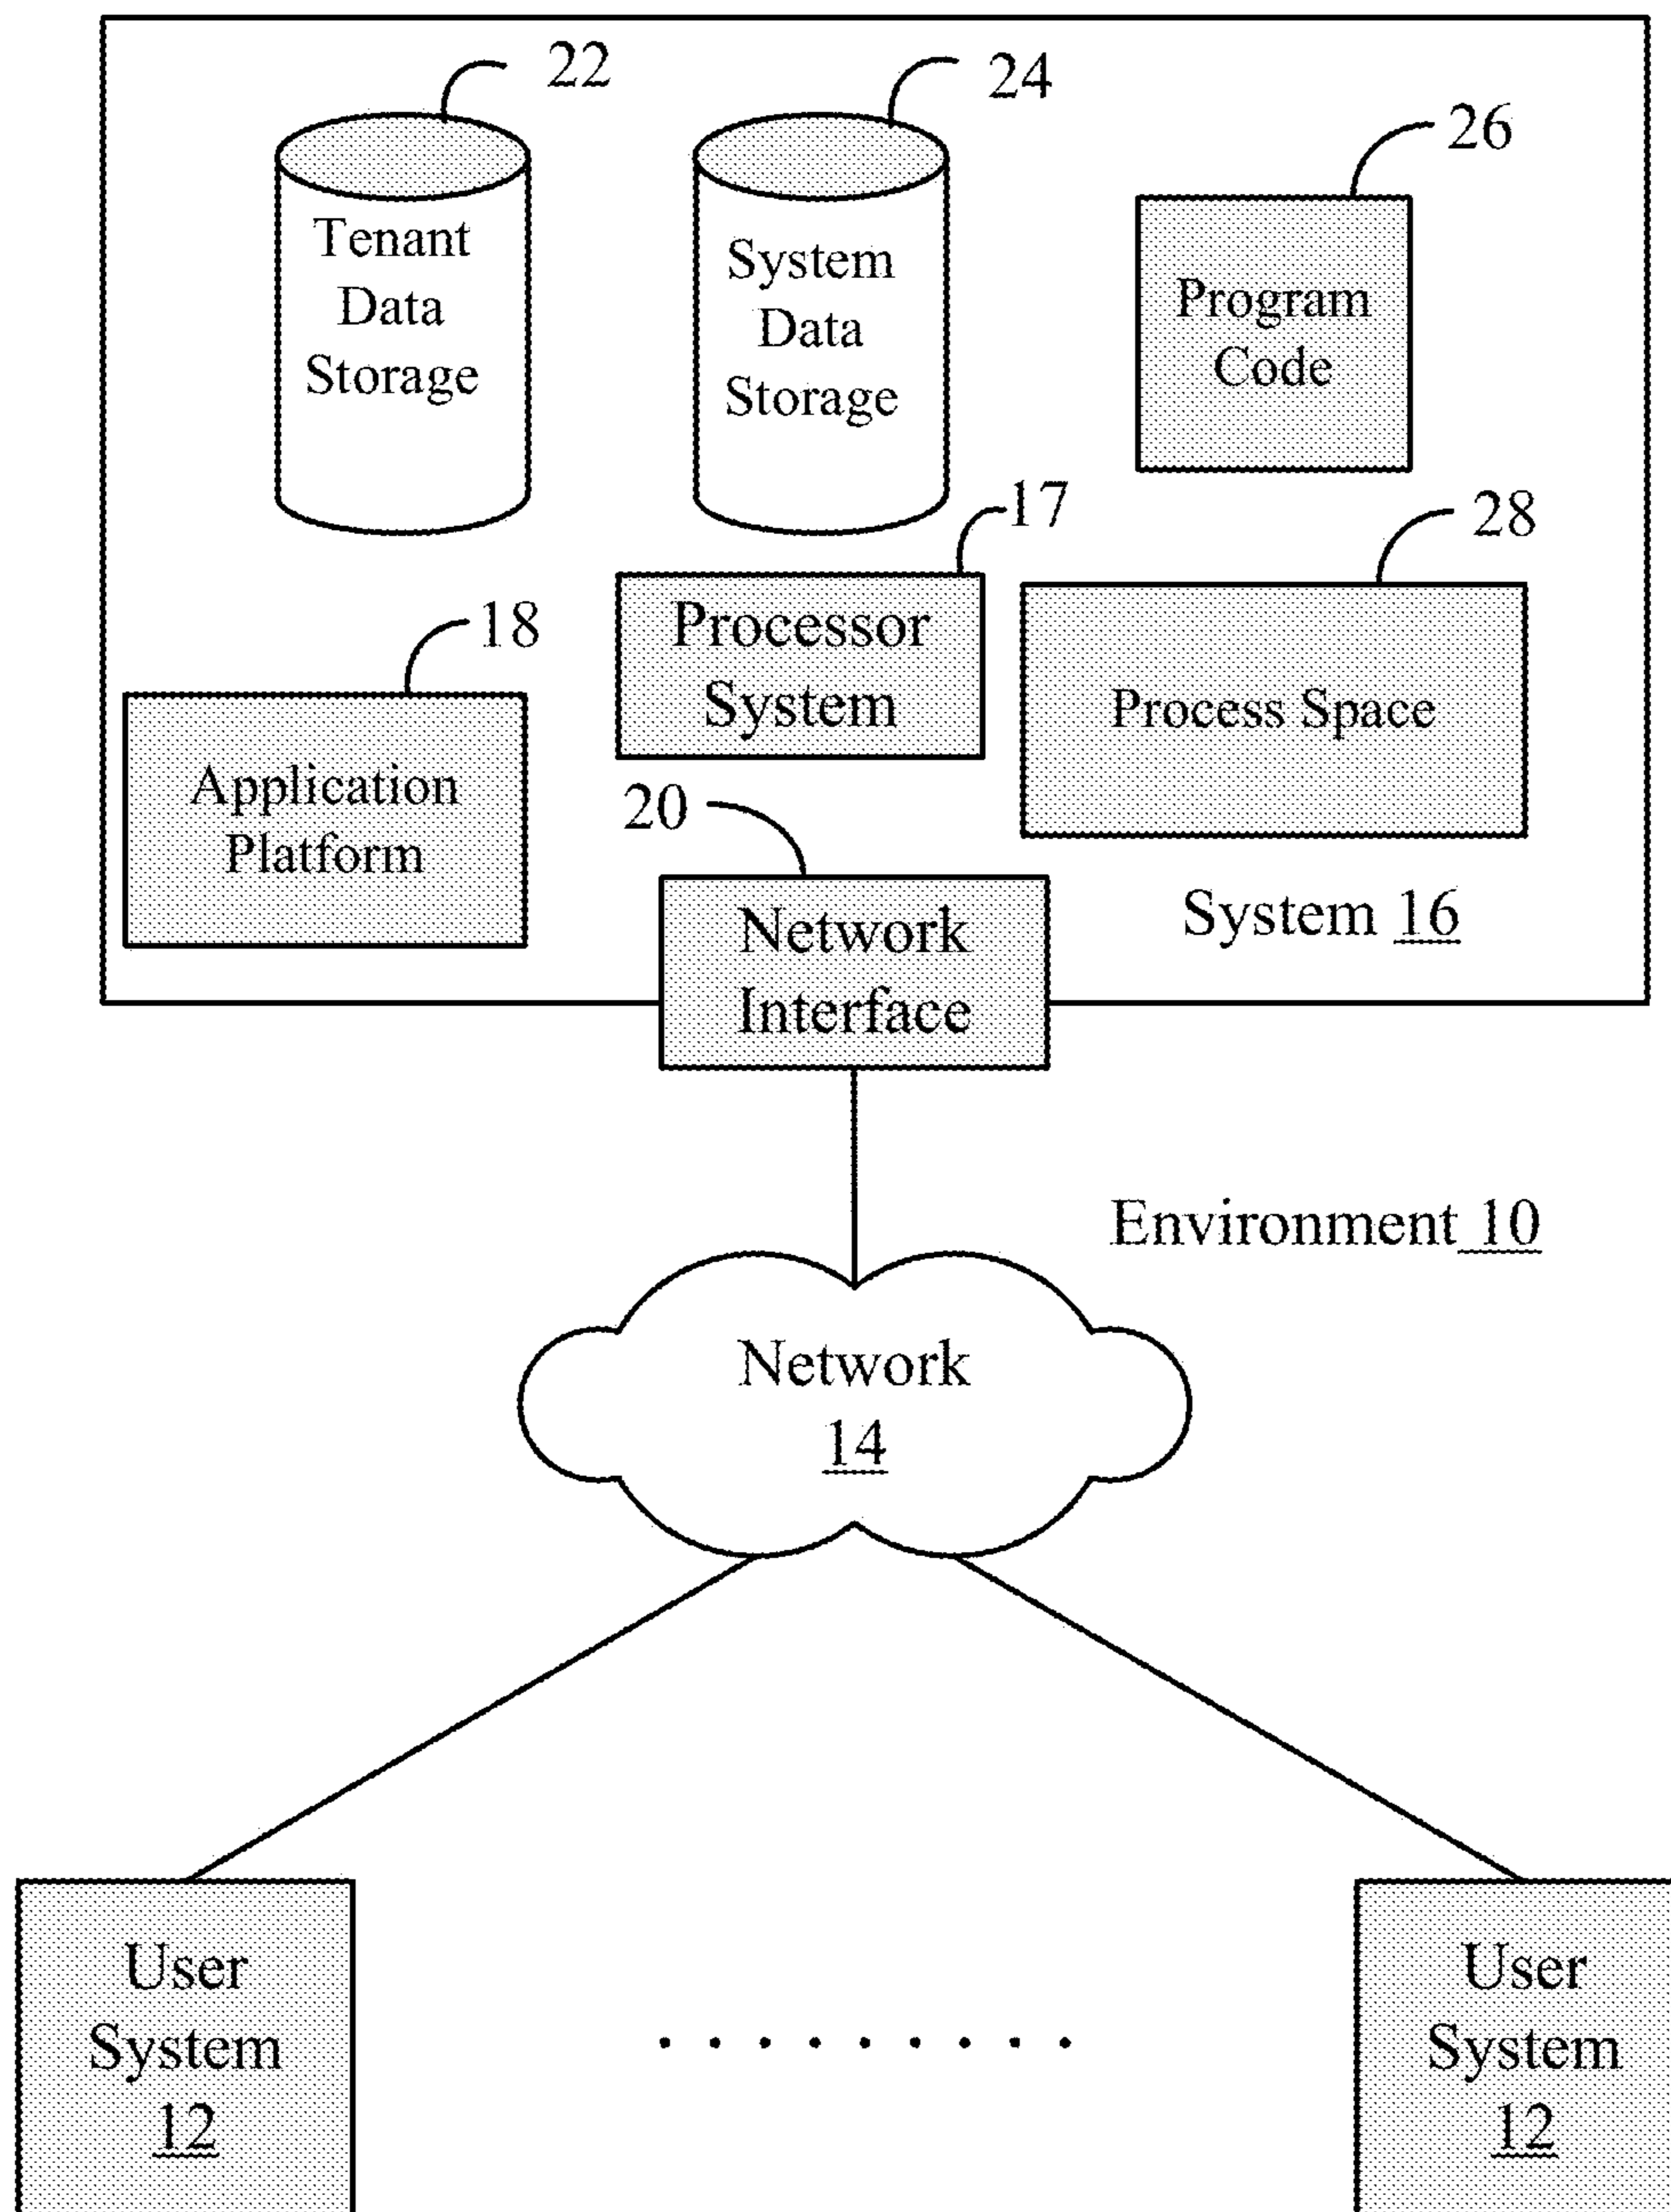 22
24
26
Tenant
Data
Storage
System
Data
Storage
Program
Code
17
28
18
Processor
System
Process Space
Application
Platform
20
Network
Interface
System 16
Environment 10
Network
14
User
System
12
. . . . . . . . .
User
System
12